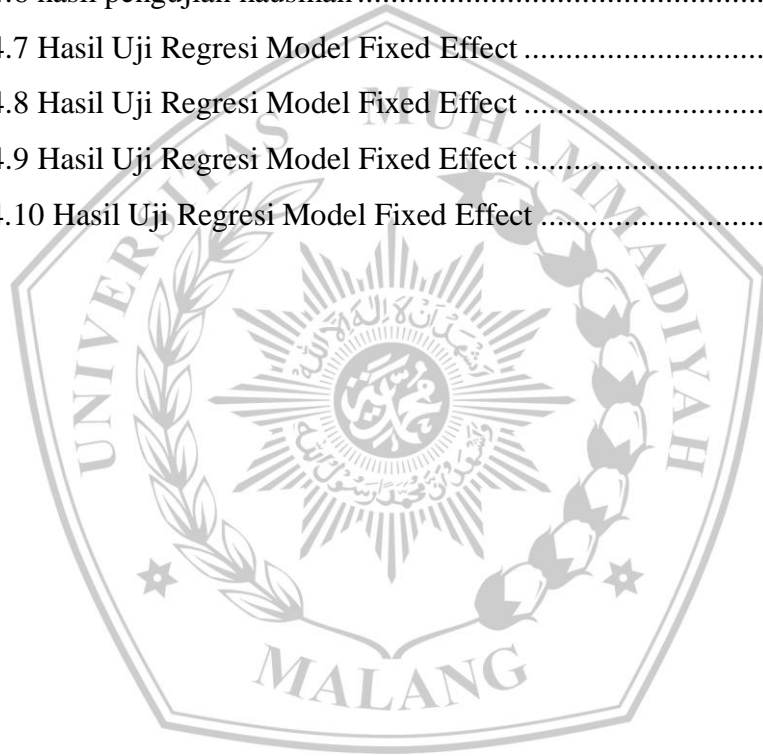 4.7 Hasil Uji Regresi Model Fixed Effect ............................
4.8 Hasil Uji Regresi Model Fixed Effect ............................
4.9 Hasil Uji Regresi Model Fixed Effect ............................
4.10 Hasil Uji Regresi Model Fixed Effect ..........................
UNIVERSITAS MUHAMMADIYAH
MALANG